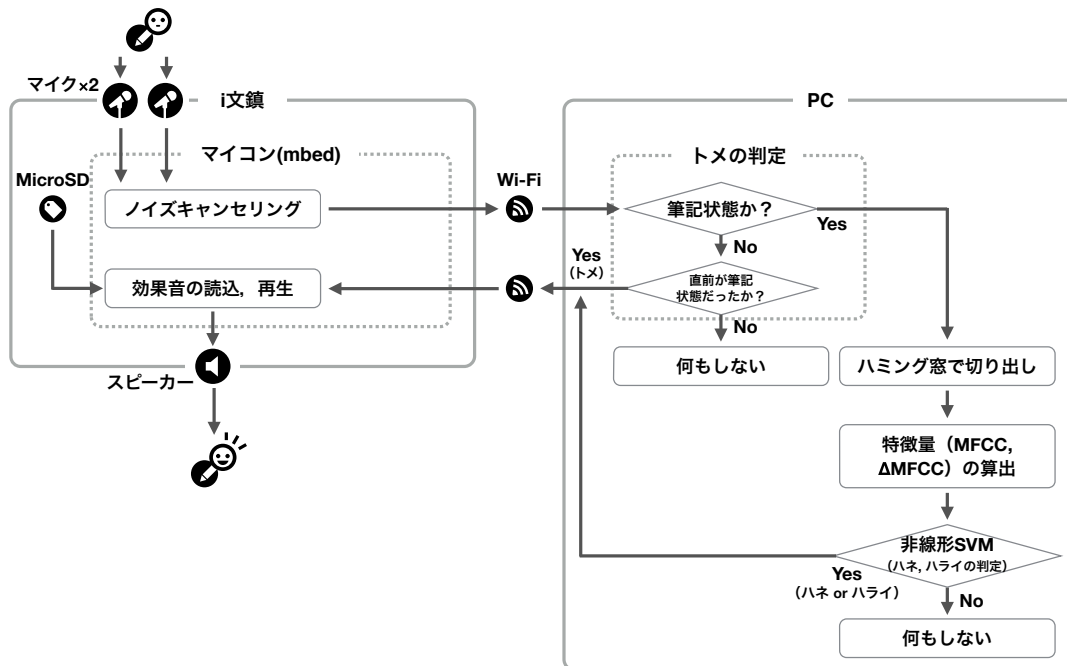 マイク×2
i文鎮
マイコン(mbed)
MicroSD
ノイズキャンセリング
効果音の読込，再生
スピーカー
Wi-Fi
PC
トメの判定
筆記状態か？
Yes
No
Yes
（トメ）
直前が筆記
状態だったか？
No
何もしない
ハミング窓で切り出し
特徴量（MFCC,
ΔMFCC）の算出
非線形SVM
（ハネ, ハライの判定）
Yes
（ハネ or ハライ）
No
何もしない